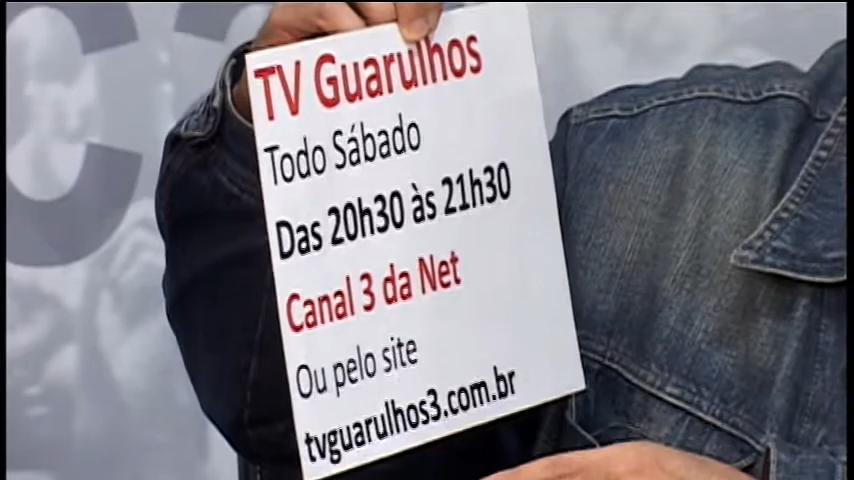 TV Guarulhos
Todo Sábado
Das 20h30 às 21h30
Canal 3 da Net
Ou pelo site
tvguarulhos3.com.br